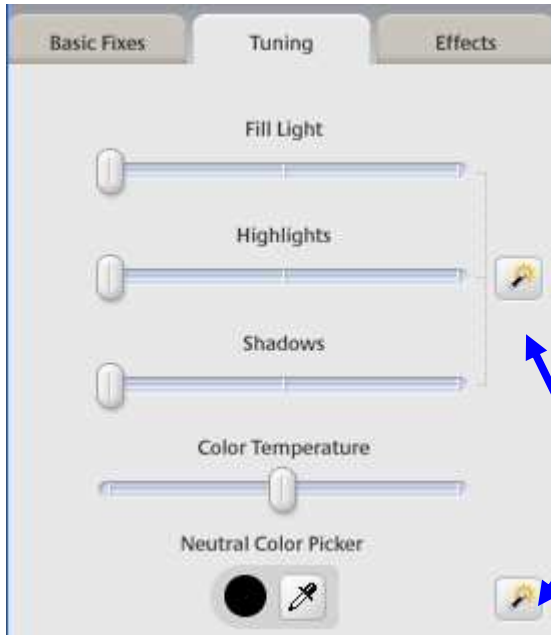 Basic Fixes Tuning Effects
Fill Light
Highlights
Shadows
Color Temperature
Neutral Color Picker